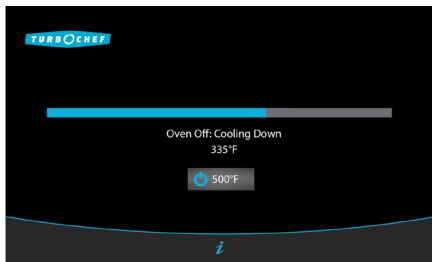 TURBOCHEF
Oven Off: Cooling Down
335°F
500°F
i